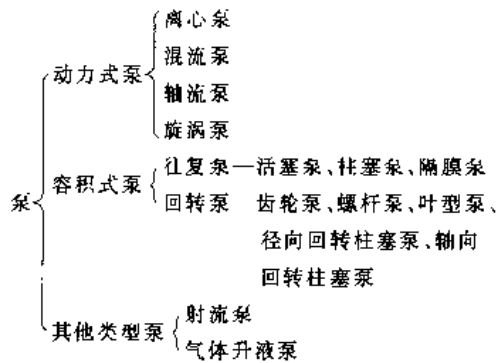 离心泵
混流泵
动力式泵
轴流泵
旋涡泵
往复泵—活塞泵、柱塞泵、隔膜泵
容积式泵
泵
回转泵 齿轮泵、螺杆泵、叶型泵、
径向回转柱塞泵、轴向
回转柱塞泵
射流泵
其他类型泵
气体升液泵